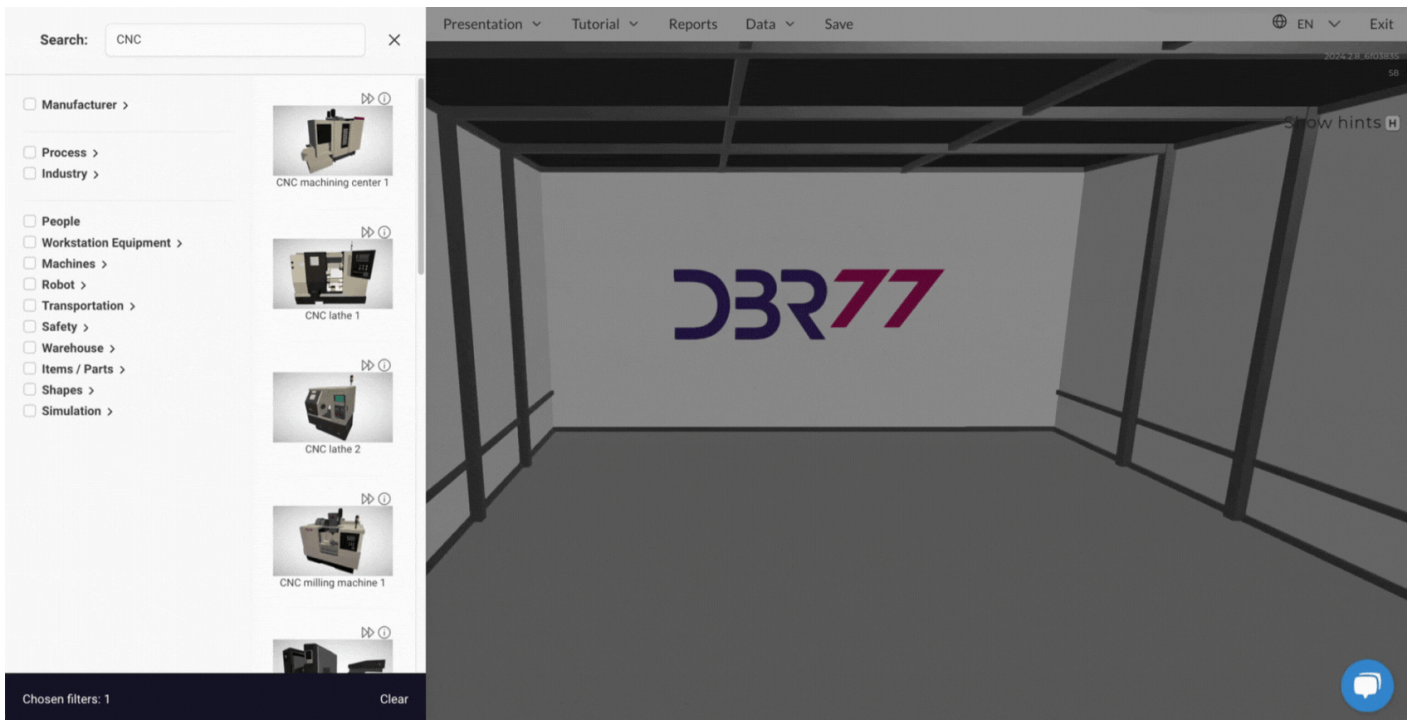 Search: CNC
Manufacturer
Process
Industry
People
Workstation Equipment
Machines
Robot
Transportation
Safety
Warehouse
Items / Parts
Shapes
Simulation
CNC machining center 1
CNC lathe 1
CNC lathe 2
CNC milling machine 1
Chosen filters: 1 Clear
Presentation Tutorial Reports Data Save EN Exit
SB
Show hints H
DBR77